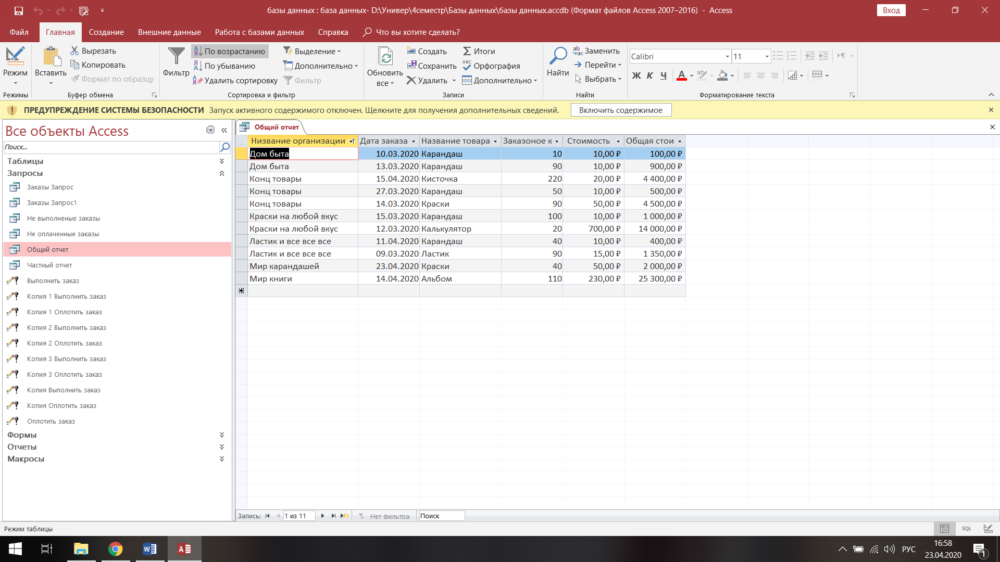 базы данных : база данных- D:\Универ\4семестр\Базы данных\базы данных.accdb (Формат файлов Access 2007–2016) - Access
Вход
Файл Главная Создание Внешние данные Работа с базами данных Справка Что вы хотите сделать?
Режим
Режимы
Вставить
Вырезать
Копировать
Формат по образцу
Буфер обмена
Фильтр
По возрастанию
По убыванию
Удалить сортировку
Выделение
Дополнительно
Фильтр
Сортировка и фильтр
Обновить
все
Создать
Сохранить
Удалить
Итоги
Орфография
Дополнительно
Записи
Найти
Заменить
Перейти
Выбрать
Найти
Calibri 11
Ж К Ч А
Форматирование текста
ПРЕДУПРЕЖДЕНИЕ СИСТЕМЫ БЕЗОПАСНОСТИ Запуск активного содержимого отключен. Щелкните для получения дополнительных сведений. Включить содержимое
Все объекты Access
Поиск...
Таблицы
Запросы
Заказы Запрос
Заказы Запрос1
Не выполненые заказы
Не оплаченные заказы
Общий отчет
Частный отчет
Выполнить заказ
Копия 1 Выполнить заказ
Копия 1 Оплотить заказ
Копия 2 Выполнить заказ
Копия 2 Оплотить заказ
Копия 3 Выполнить заказ
Копия 3 Оплотить заказ
Копия Выполнить заказ
Копия Оплотить заказ
Оплотить заказ
Формы
Отчеты
Макросы
Общий отчет
Низвание организации Дата заказа Название товара Заказоное к Стоимость Общая стои
Дом быта 10.03.2020 Карандаш 10 10,00 ₽ 100,00 ₽
Дом быта 13.03.2020 Карандаш 90 10,00 ₽ 900,00 ₽
Конц товары 15.04.2020 Кисточка 220 20,00 ₽ 4 400,00 ₽
Конц товары 27.03.2020 Карандаш 50 10,00 ₽ 500,00 ₽
Конц товары 14.03.2020 Краски 90 50,00 ₽ 4 500,00 ₽
Краски на любой вкус 15.03.2020 Карандаш 100 10,00 ₽ 1 000,00 ₽
Краски на любой вкус 12.03.2020 Калькулятор 20 700,00 ₽ 14 000,00 ₽
Ластик и все все все 11.04.2020 Карандаш 40 10,00 ₽ 400,00 ₽
Ластик и все все все 09.03.2020 Ластик 90 15,00 ₽ 1 350,00 ₽
Мир карандашей 23.04.2020 Краски 40 50,00 ₽ 2 000,00 ₽
Мир книги 14.04.2020 Альбом 110 230,00 ₽ 25 300,00 ₽
Запись: 1 из 11 Нет фильтра Поиск
Режим таблицы SQL
РУС
16:58
23.04.2020
1